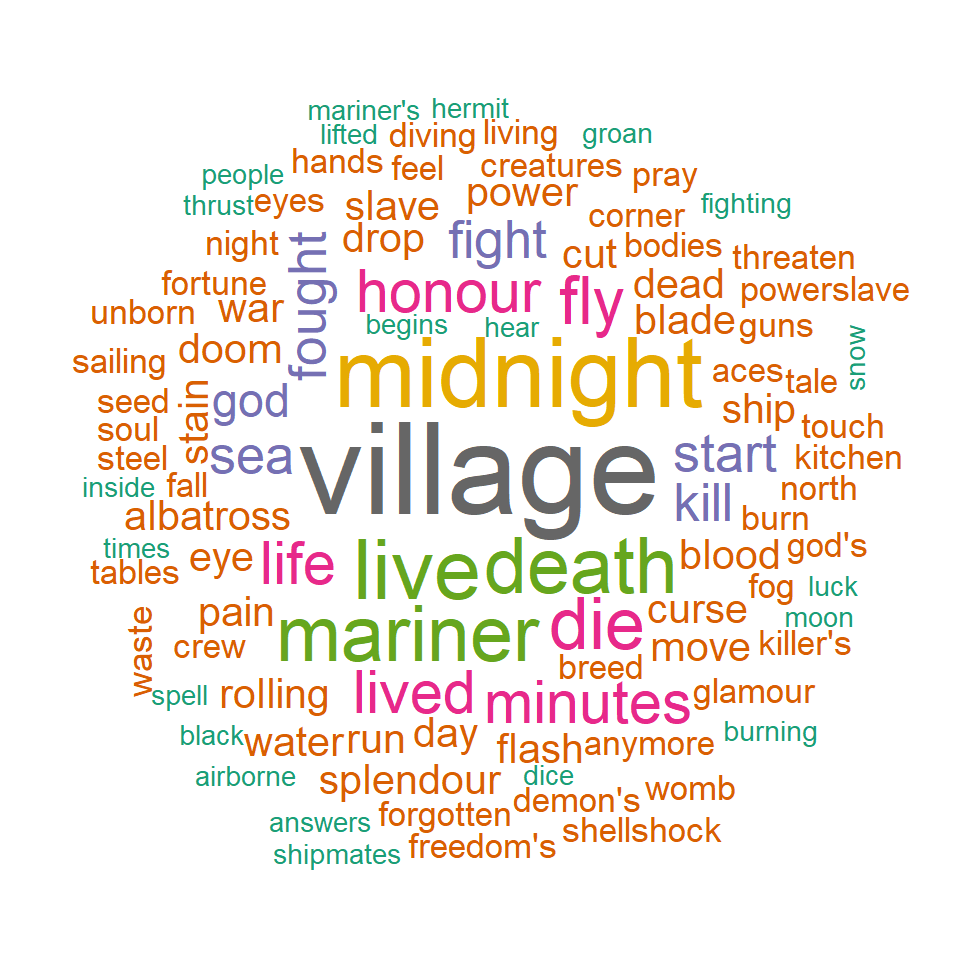 mariner's hermit
lifted diving living groan
people hands feel creatures pray
thrust eyes slave power fighting
night drop fight corner
fought cut bodies threaten
fortune honour fly dead powerslave
unborn war begins hear blade guns
sailing doom midnight aces tale snow
seed stain god ship touch
soul village
steel sea start kitchen
inside fall kill north
albatross burn
times eye life live death blood god's
tables fog luck
pain mariner die curse moon
waste crew breed move killer's
spell rolling lived minutes glamour
black water run day flash anymore burning
airborne splendour dice womb
answers forgotten demon's
shipmates freedom's shellshock